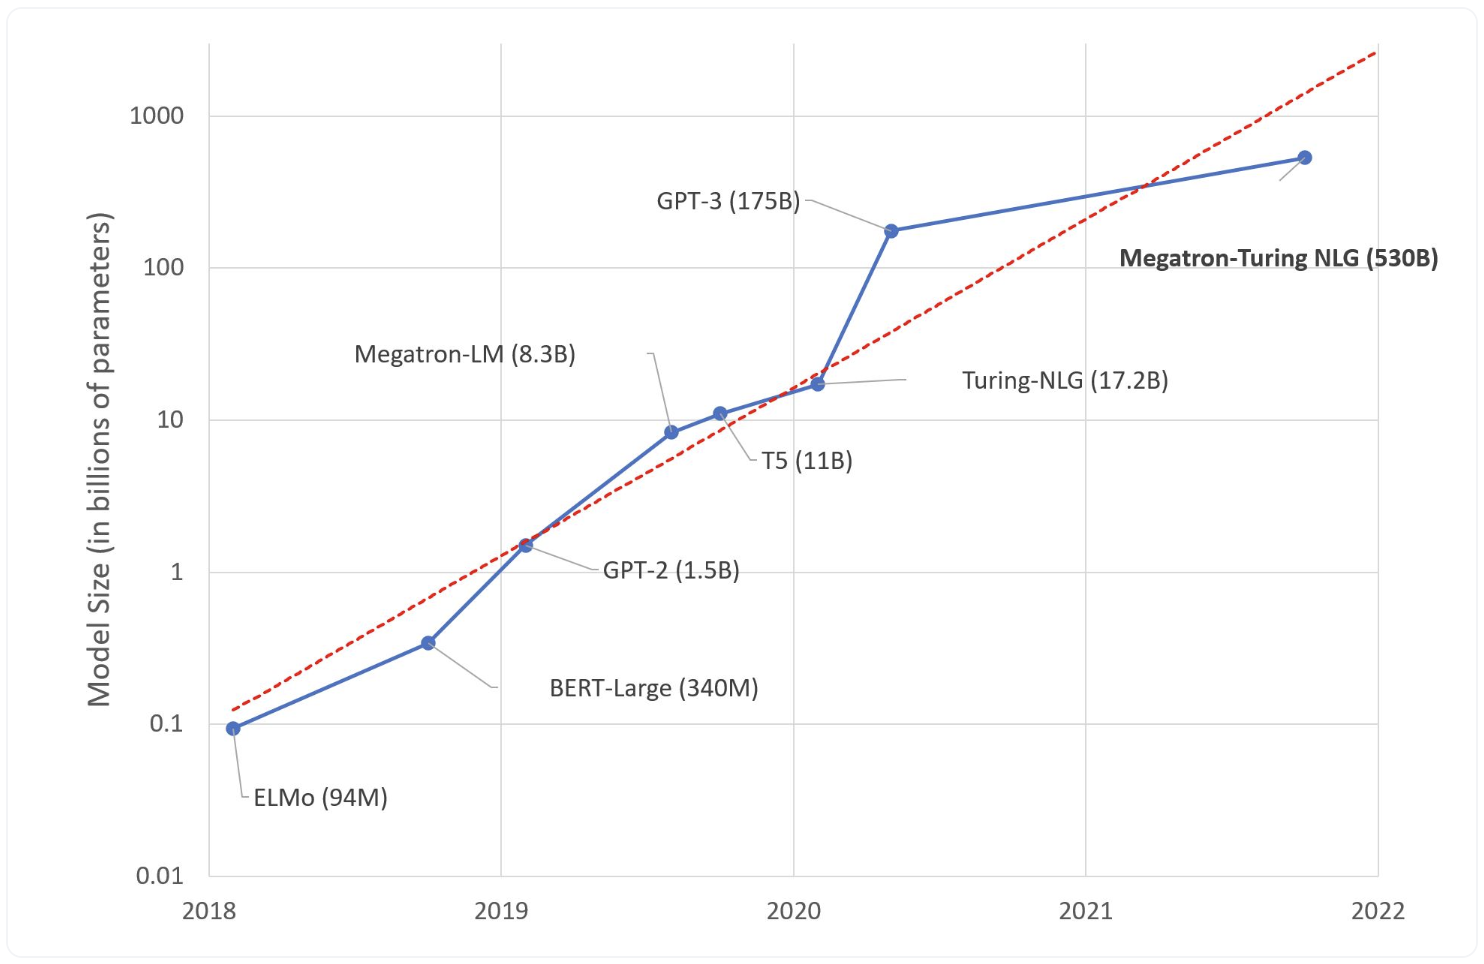 1000
GPT-3 (175B)
Megatron-Turing NLG (530B)
100
Megatron-LM (8.3B)
Turing-NLG (17.2B)
10
T5 (11B)
GPT-2 (1.5B)
1
BERT-Large (340M)
0.1
ELMo (94M)
0.01
Model Size (in billions of parameters)
2018 2019 2020 2021 2022